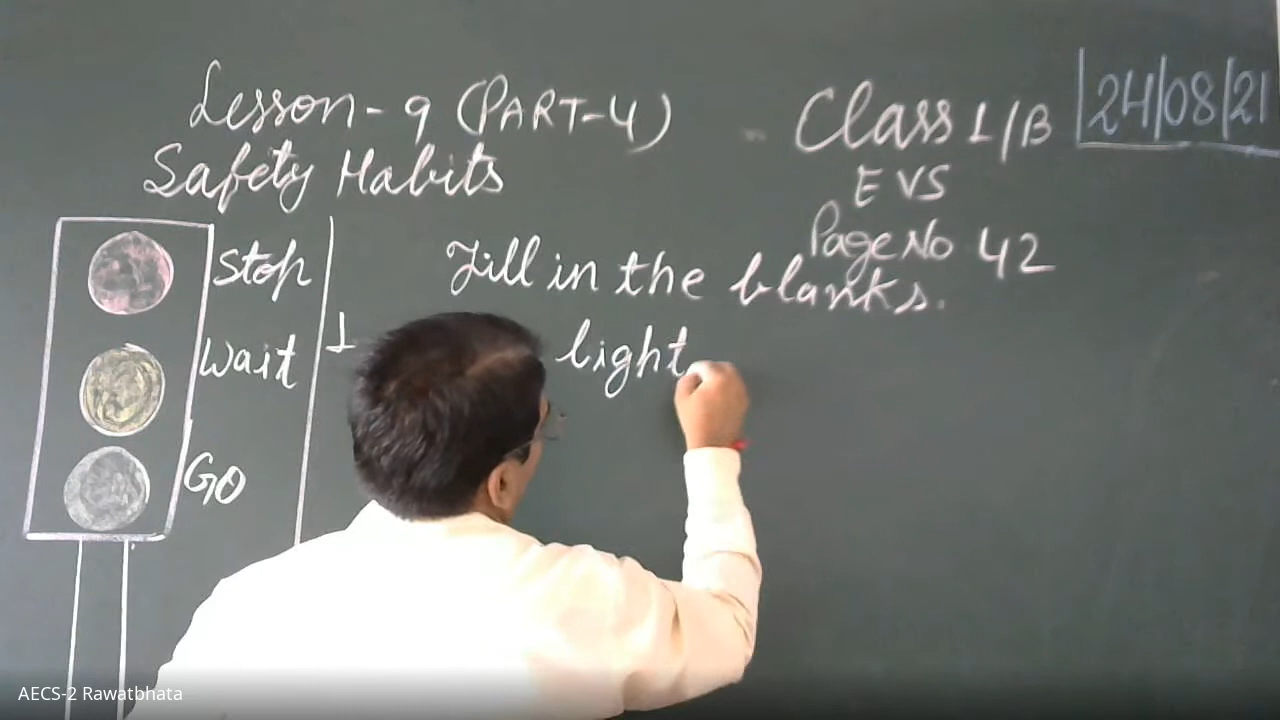 Lesson-9 (PART-4)
Class I/B
24/08/21
Safety Habits
EVS
Page No 42
Stop
Wait
Go
Fill in the blanks.
1 light
AECS-2 Rawatbhata